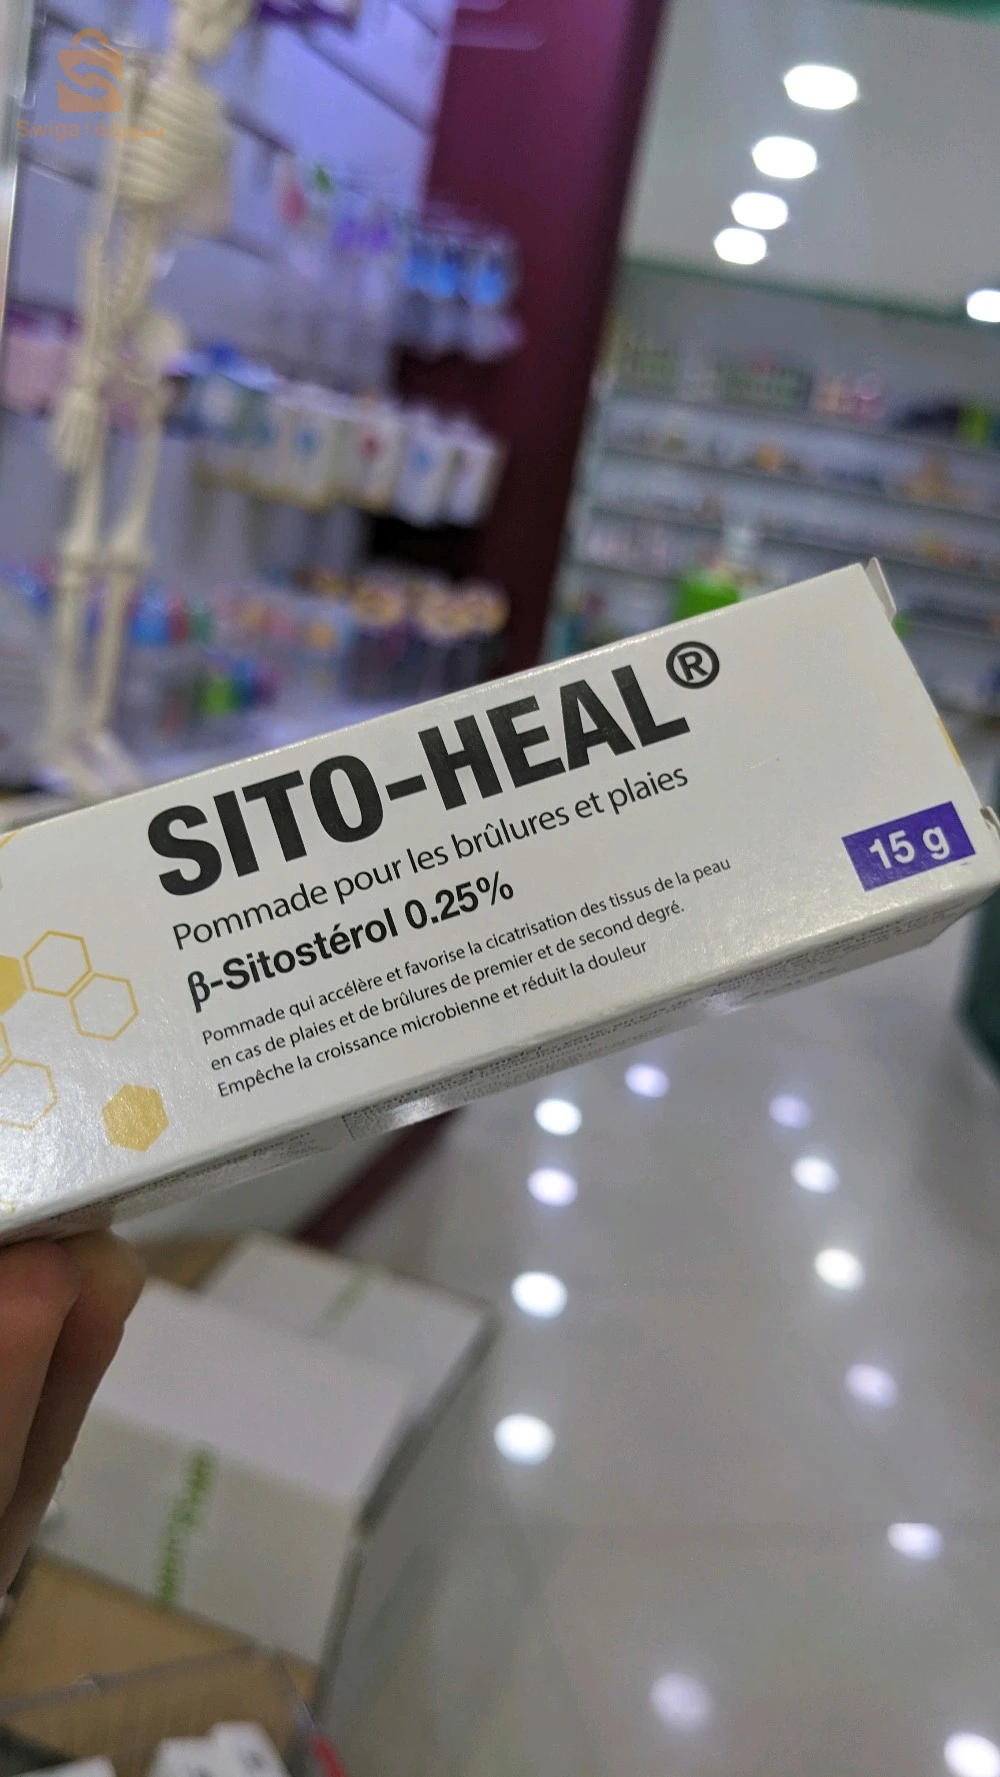 Swiga | سويقة
SITO-HEAL®
Pommade pour les brûlures et plaies
β-Sitostérol 0.25%
15 g
Pommade qui accélère et favorise la cicatrisation des tissus de la peau
en cas de plaies et de brûlures de premier et de second degré.
Empêche la croissance microbienne et réduit la douleur